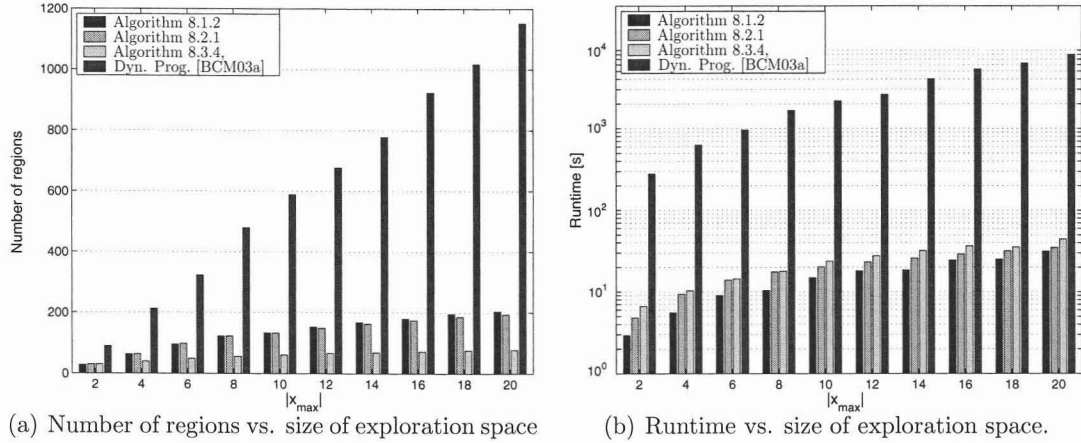 Algorithm 8.1.2
Algorithm 8.2.1
Algorithm 8.3.4,
Dyn. Prog. [BCM03a]
1200
1000
800
600
400
200
0
Number of regions
2 4 6 8 10 12 14 16 18 20
|x_max|
(a) Number of regions vs. size of exploration space
Algorithm 8.1.2
Algorithm 8.2.1
Algorithm 8.3.4,
Dyn. Prog. [BCM03a]
10^4
10^3
10^2
10^1
10^0
Runtime [s]
2 4 6 8 10 12 14 16 18 20
|x_max|
(b) Runtime vs. size of exploration space.